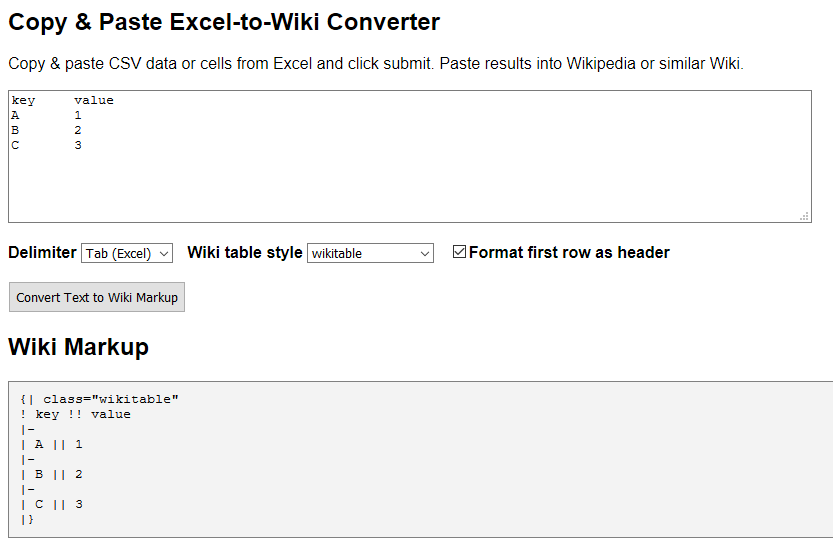 Copy & Paste Excel-to-Wiki Converter
Copy & paste CSV data or cells from Excel and click submit. Paste results into Wikipedia or similar Wiki.
key value
A 1
B 2
C 3
Delimiter Tab (Excel) Wiki table style wikitable Format first row as header
Convert Text to Wiki Markup
Wiki Markup
{| class="wikitable"
! key !! value
|-
| A || 1
|-
| B || 2
|-
| C || 3
|}